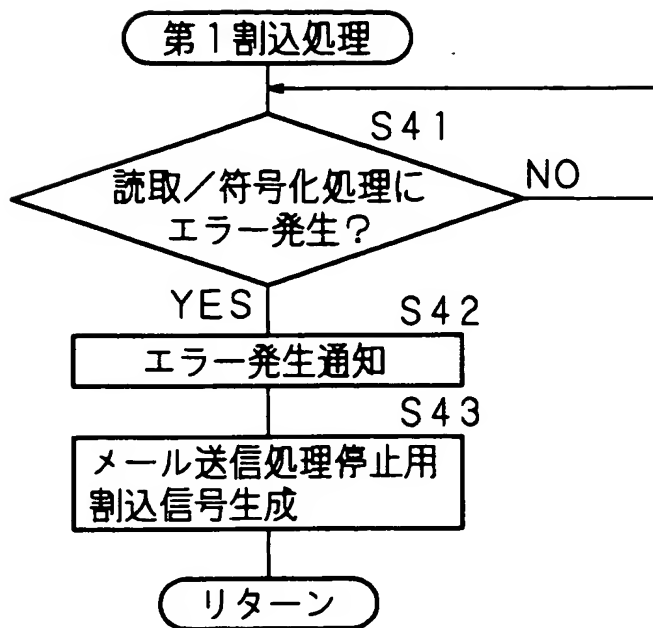 第1割込処理
S41
読取／符号化処理に
エラー発生？
NO
YES
S42
エラー発生通知
S43
メール送信処理停止用
割込信号生成
リターン